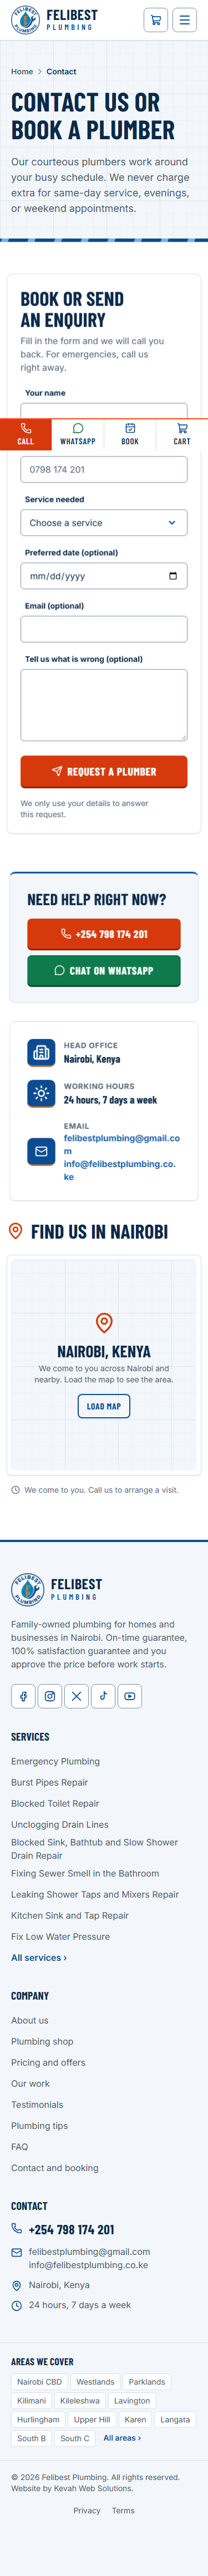 FELIBEST
PLUMBING
Home > Contact
CONTACT US OR
BOOK A PLUMBER
Our courteous plumbers work around
your busy schedule. We never charge
extra for same-day service, evenings,
or weekend appointments.
BOOK OR SEND
AN ENQUIRY
Fill in the form and we will call you
back. For emergencies, call us
right away.
Your name
CALL
WHATSAPP
BOOK
CART
0798 174 201
Service needed
Choose a service
Preferred date (optional)
mm/dd/yyyy
Email (optional)
Tell us what is wrong (optional)
REQUEST A PLUMBER
We only use your details to answer
this request.
NEED HELP RIGHT NOW?
+254 798 174 201
CHAT ON WHATSAPP
HEAD OFFICE
Nairobi, Kenya
WORKING HOURS
24 hours, 7 days a week
EMAIL
felibestplumbing@gmail.co
m
info@felibestplumbing.co.
ke
FIND US IN NAIROBI
NAIROBI, KENYA
We come to you across Nairobi and
nearby. Load the map to see the area.
LOAD MAP
We come to you. Call us to arrange a visit.
FELIBEST
PLUMBING
Family-owned plumbing for homes and
businesses in Nairobi. On-time guarantee,
100% satisfaction guarantee and you
approve the price before work starts.
SERVICES
Emergency Plumbing
Burst Pipes Repair
Blocked Toilet Repair
Unclogging Drain Lines
Blocked Sink, Bathtub and Slow Shower
Drain Repair
Fixing Sewer Smell in the Bathroom
Leaking Shower Taps and Mixers Repair
Kitchen Sink and Tap Repair
Fix Low Water Pressure
All services ›
COMPANY
About us
Plumbing shop
Pricing and offers
Our work
Testimonials
Plumbing tips
FAQ
Contact and booking
CONTACT
+254 798 174 201
felibestplumbing@gmail.com
info@felibestplumbing.co.ke
Nairobi, Kenya
24 hours, 7 days a week
AREAS WE COVER
Nairobi CBD
Westlands
Parklands
Kilimani
Kileleshwa
Lavington
Hurlingham
Upper Hill
Karen
Langata
South B
South C
All areas ›
© 2026 Felibest Plumbing. All rights reserved.
Website by Kevah Web Solutions.
Privacy
Terms